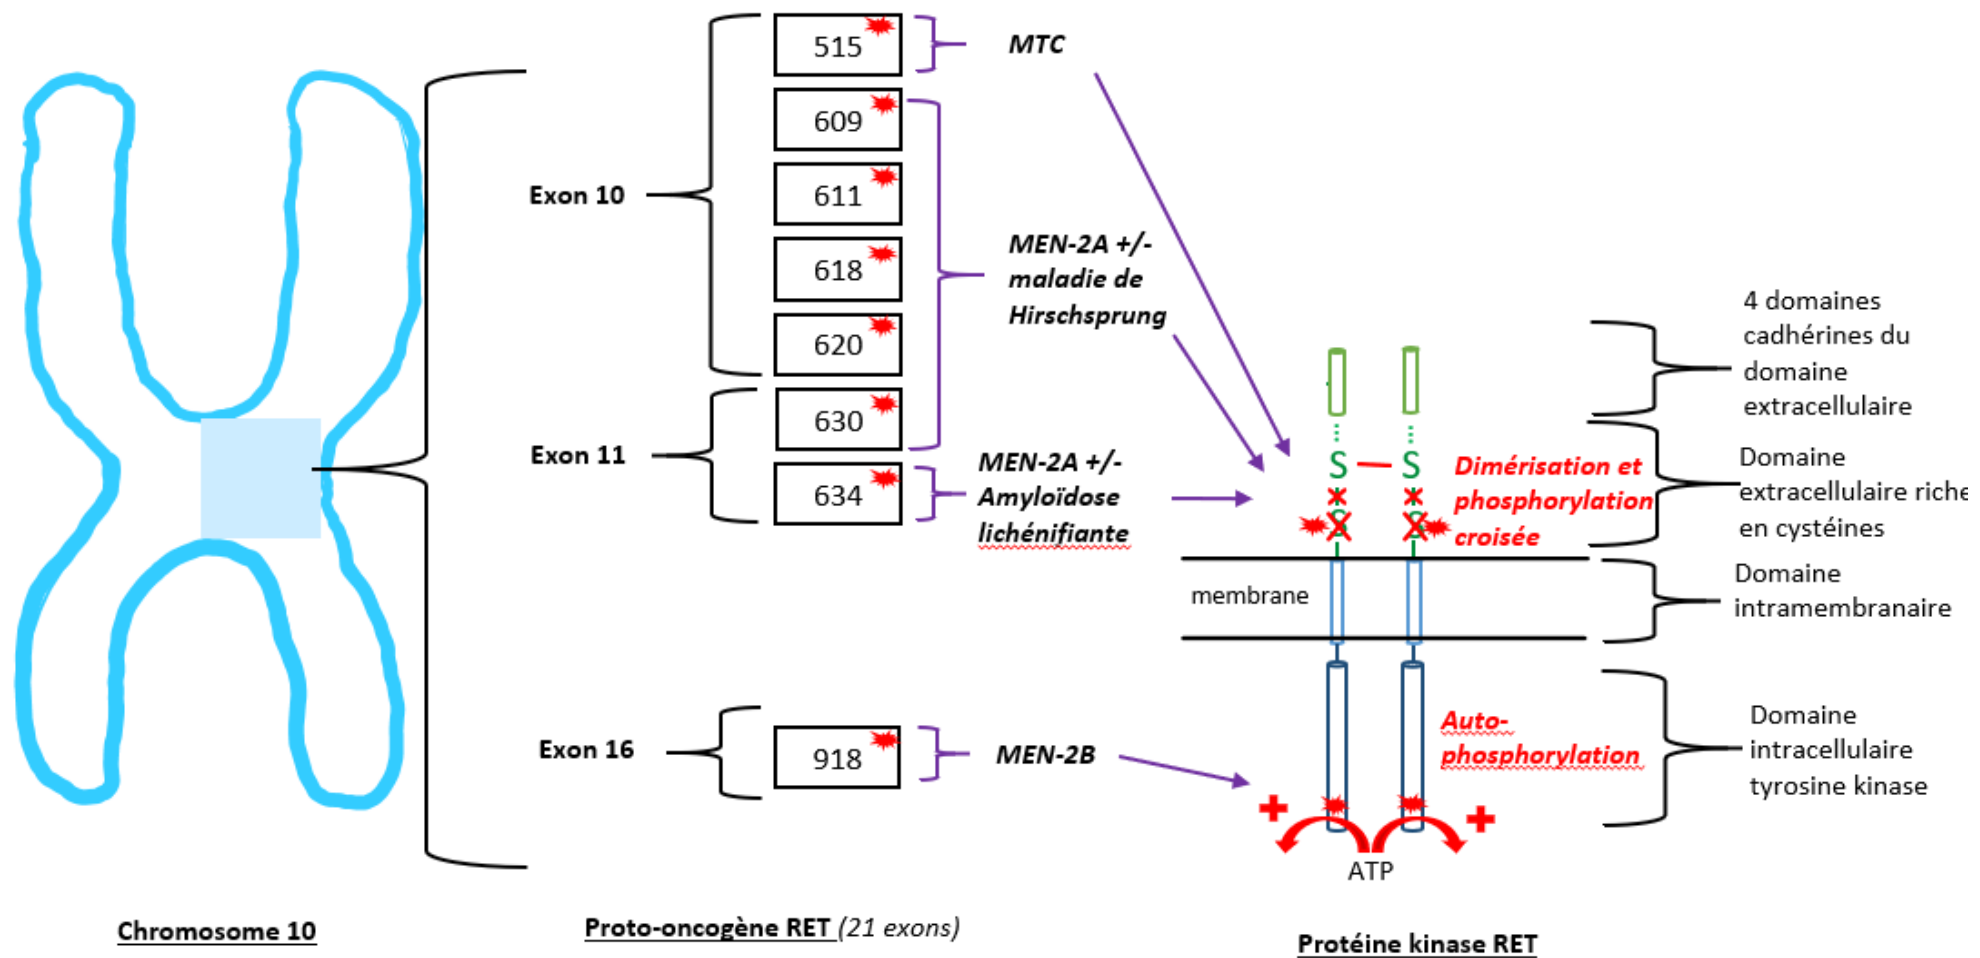 515
MTC
609
Exon 10
611
618
MEN-2A +/-
maladie de
Hirschsprung
620
630
Exon 11
634
MEN-2A +/-
Amyloïdose
lichénifiante
Exon 16
918
MEN-2B
4 domaines
cadhérines du
domaine
extracellulaire
S
S
Dimérisation et
phosphorylation
croisée
Domaine
extracellulaire riche
en cystéines
S
S
membrane
Domaine
intramembranaire
Auto-
phosphorylation
Domaine
intracellulaire
tyrosine kinase
ATP
Chromosome 10
Proto-oncogène RET (21 exons)
Protéine kinase RET